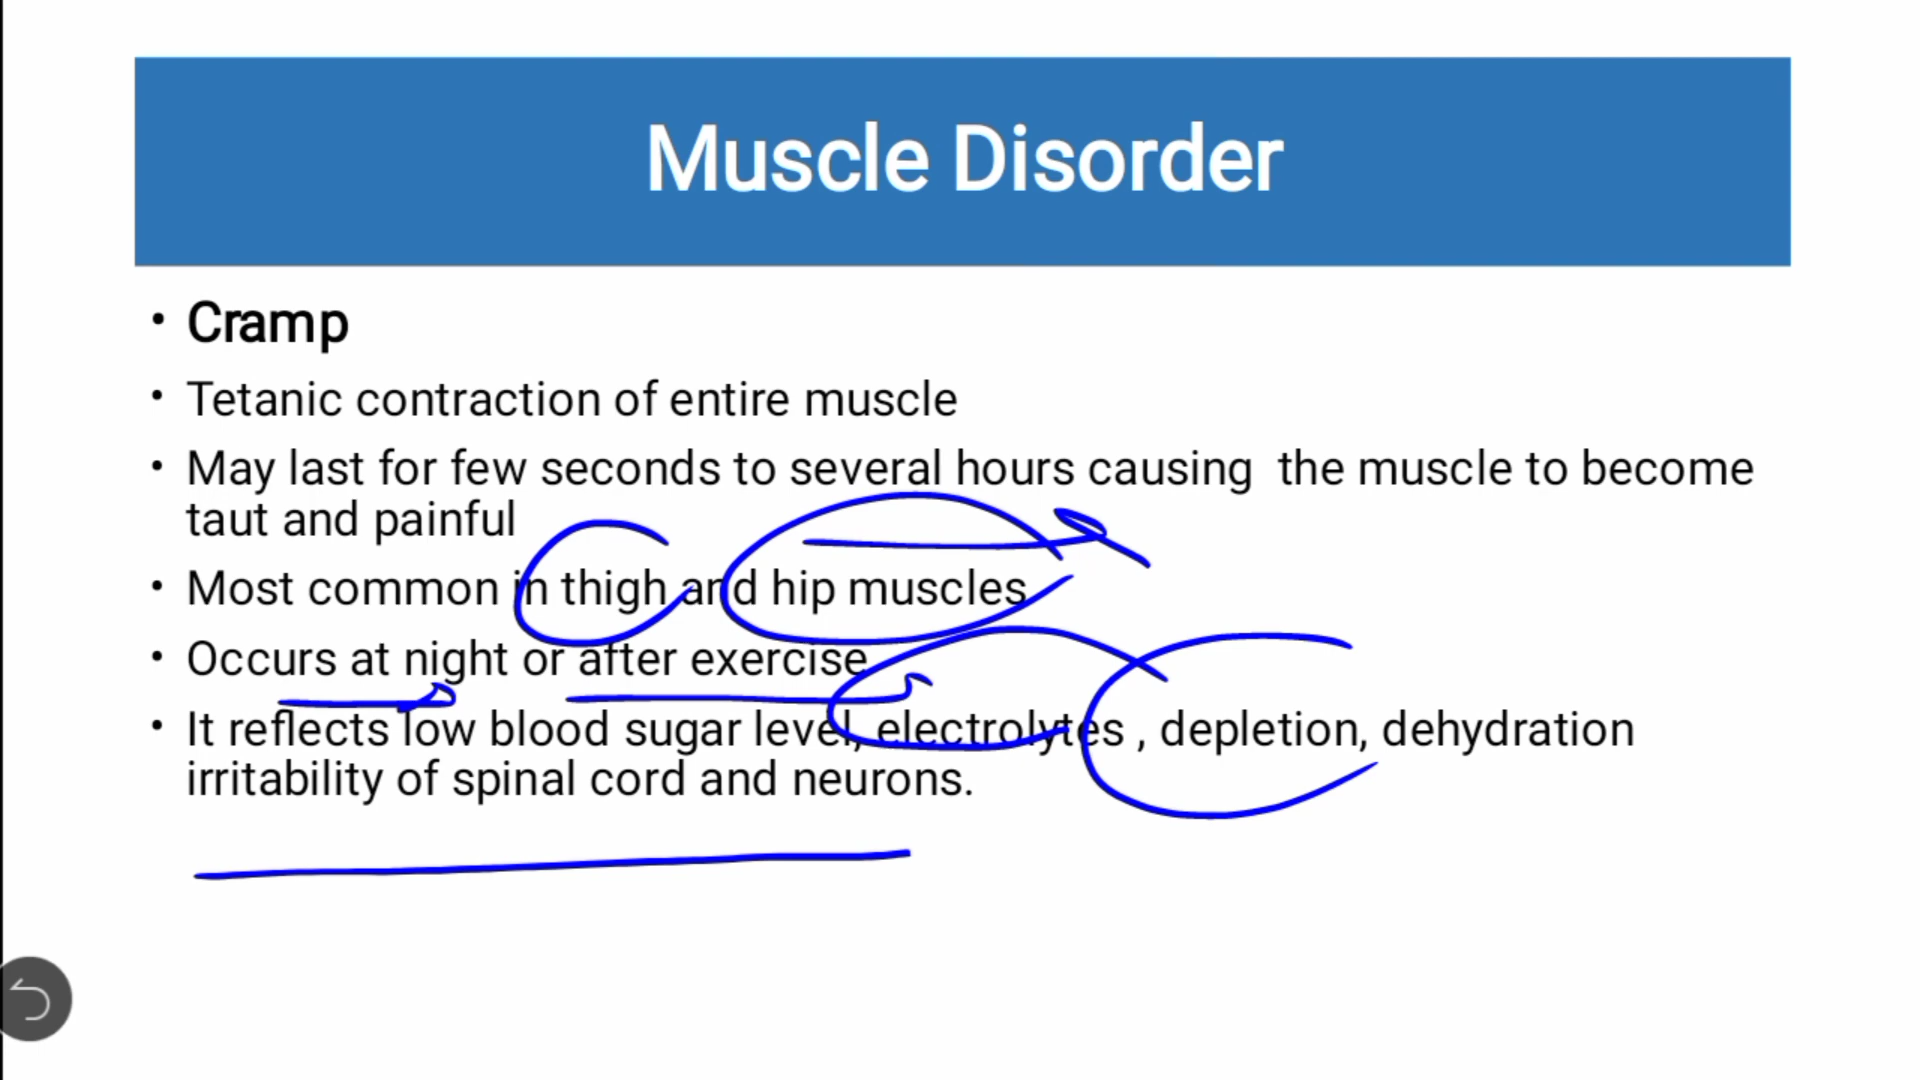 Muscle Disorder
• Cramp
• Tetanic contraction of entire muscle
• May last for few seconds to several hours causing  the muscle to become
taut and painful
• Most common in thigh and hip muscles
• Occurs at night or after exercise
• It reflects low blood sugar level, electrolytes , depletion, dehydration
irritability of spinal cord and neurons.